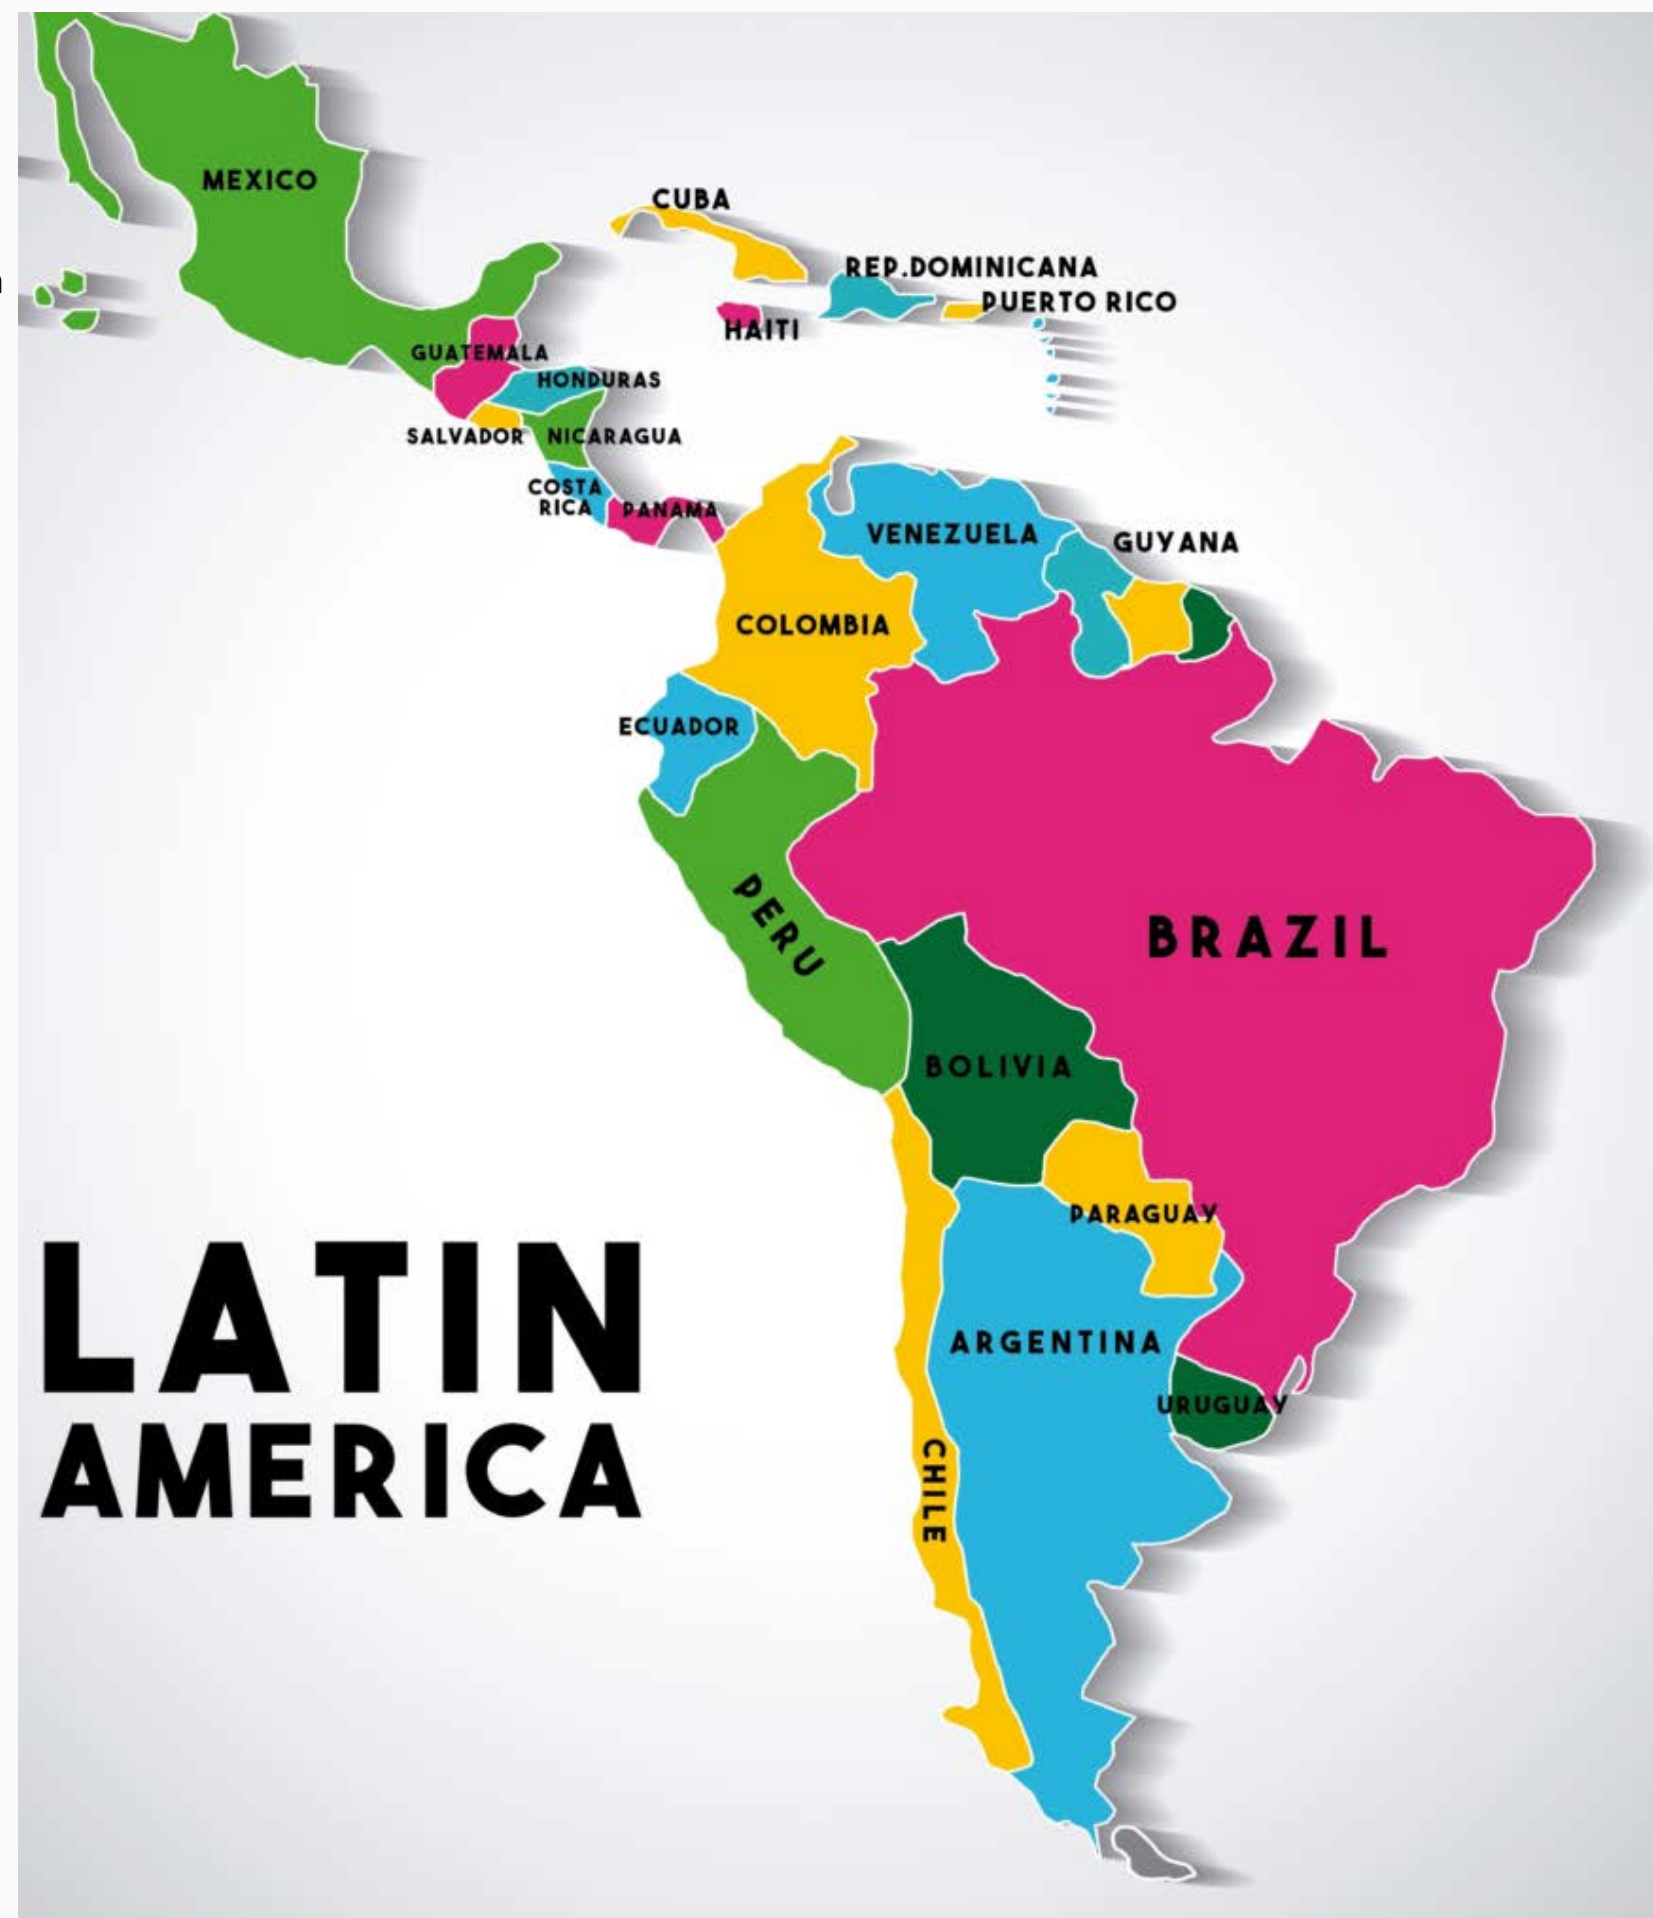 MEXICO
CUBA
REP.DOMINICANA
PUERTO RICO
HAITI
GUATEMALA
HONDURAS
SALVADOR
NICARAGUA
COSTA
RICA
PANAMA
VENEZUELA
GUYANA
COLOMBIA
ECUADOR
PERU
BRAZIL
BOLIVIA
PARAGUAY
ARGENTINA
URUGUAY
CHILE
LATIN
AMERICA